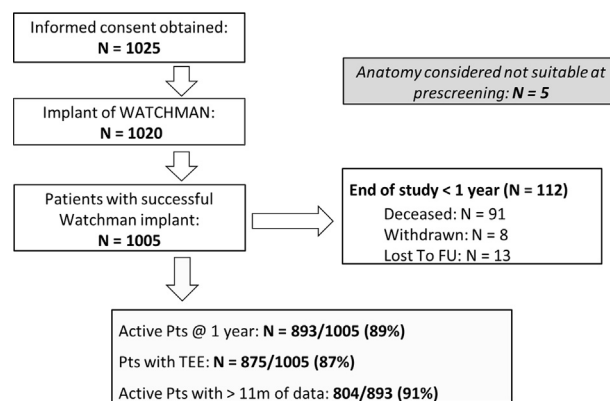 Informed consent obtained:
N = 1025
Anatomy considered not suitable at
prescreening: N = 5
Implant of WATCHMAN:
N = 1020
Patients with successful
Watchman implant:
N = 1005
End of study < 1 year (N = 112)
Deceased: N = 91
Withdrawn: N = 8
Lost To FU: N = 13
Active Pts @ 1 year: N = 893/1005 (89%)
Pts with TEE: N = 875/1005 (87%)
Active Pts with > 11m of data: 804/893 (91%)